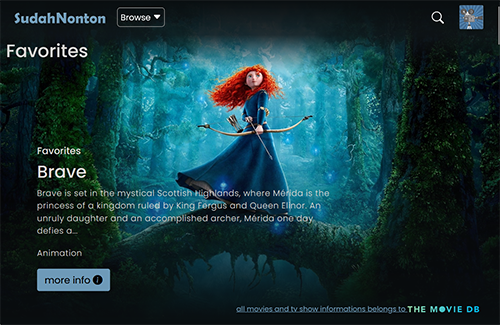 SudahNonton
Browse
Favorites
Favorites
Brave
Brave is set in the mystical Scottish Highlands, where Mérida is the
princess of a kingdom ruled by King Fergus and Queen Elinor. An
unruly daughter and an accomplished archer, Mérida one day
defies a...
Animation
more info
all movies and tv show informations belongs to THE MOVIE DB